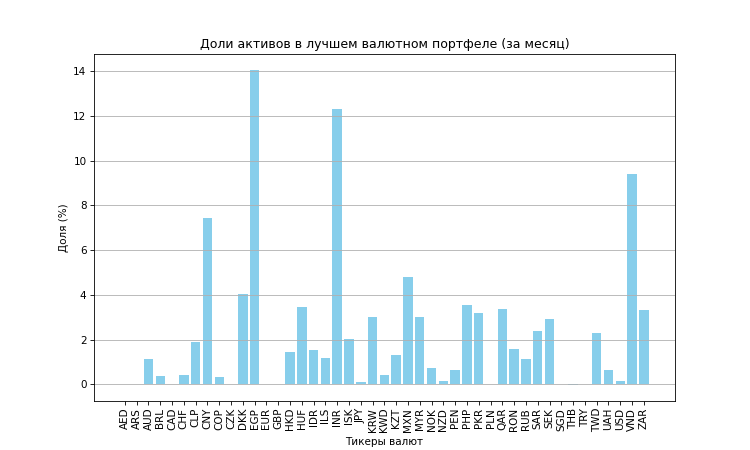 Доли активов в лучшем валютном портфеле (за месяц)
Доля (%)
14
12
10
8
6
4
2
0
AED
ARS
AUD
BRL
CAD
CHF
CLP
CNY
COP
CZK
DKK
EGP
EUR
GBP
HKD
HUF
IDR
ILS
INR
ISK
JPY
KRW
KWD
KZT
MXN
MYR
NOK
NZD
PEN
PHP
PKR
PLN
QAR
RON
RUB
SAR
SEK
SGD
THB
TRY
TWD
UAH
USD
VND
ZAR
Тикеры валют